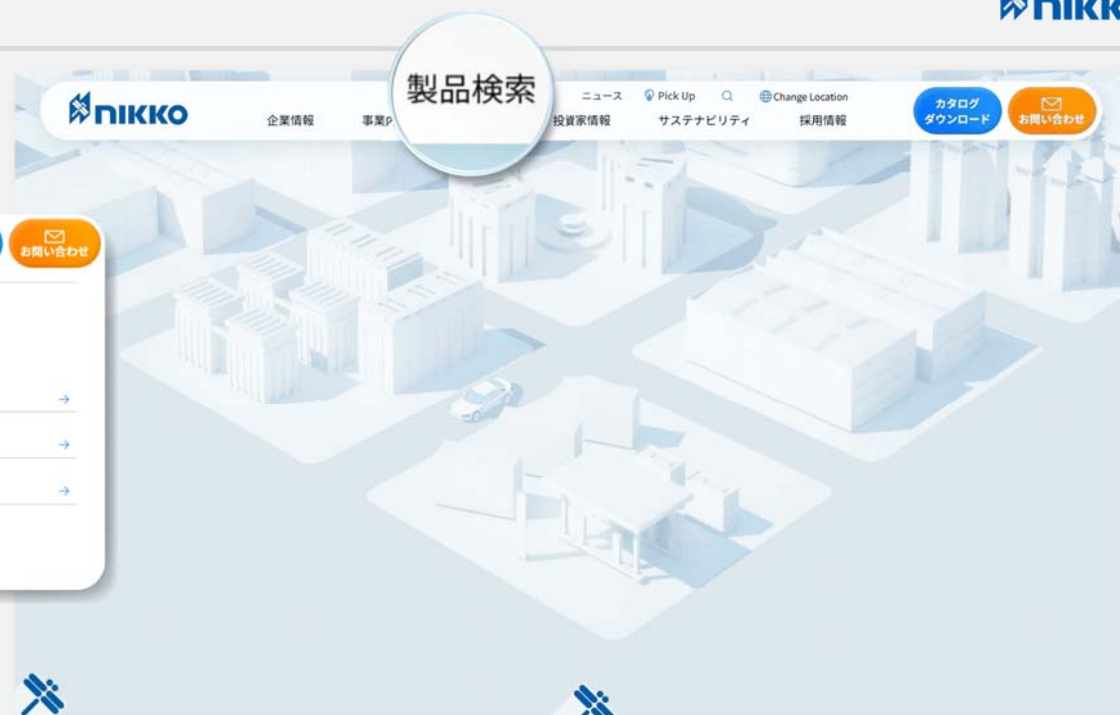 製品検索
nikko
ニュース Pick Up Change Location
企業情報 事業 投資家情報 サステナビリティ 採用情報
カタログ
ダウンロード
お問い合わせ
お問い合わせ